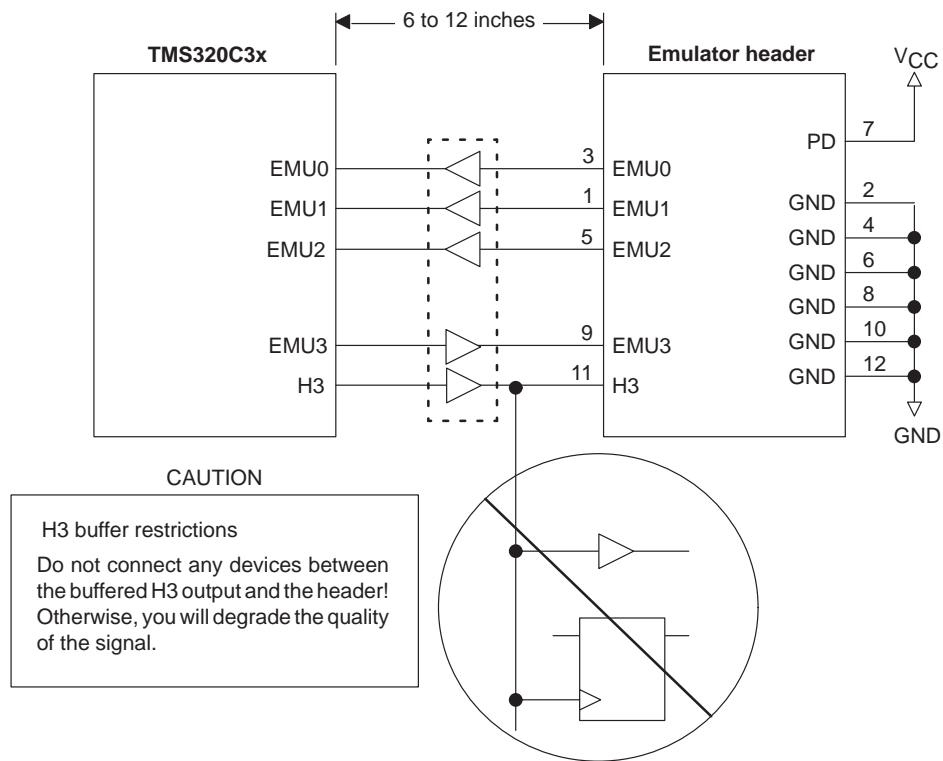 6 to 12 inches
TMS320C3x
Emulator header
VCC
PD 7
EMU0 3 EMU0
GND 2
EMU1 1 EMU1
GND 4
EMU2 5 EMU2
GND 6
GND 8
EMU3 9 EMU3
GND 10
H3 11 H3
GND 12
GND
CAUTION
H3 buffer restrictions
Do not connect any devices between
the buffered H3 output and the header!
Otherwise, you will degrade the quality
of the signal.